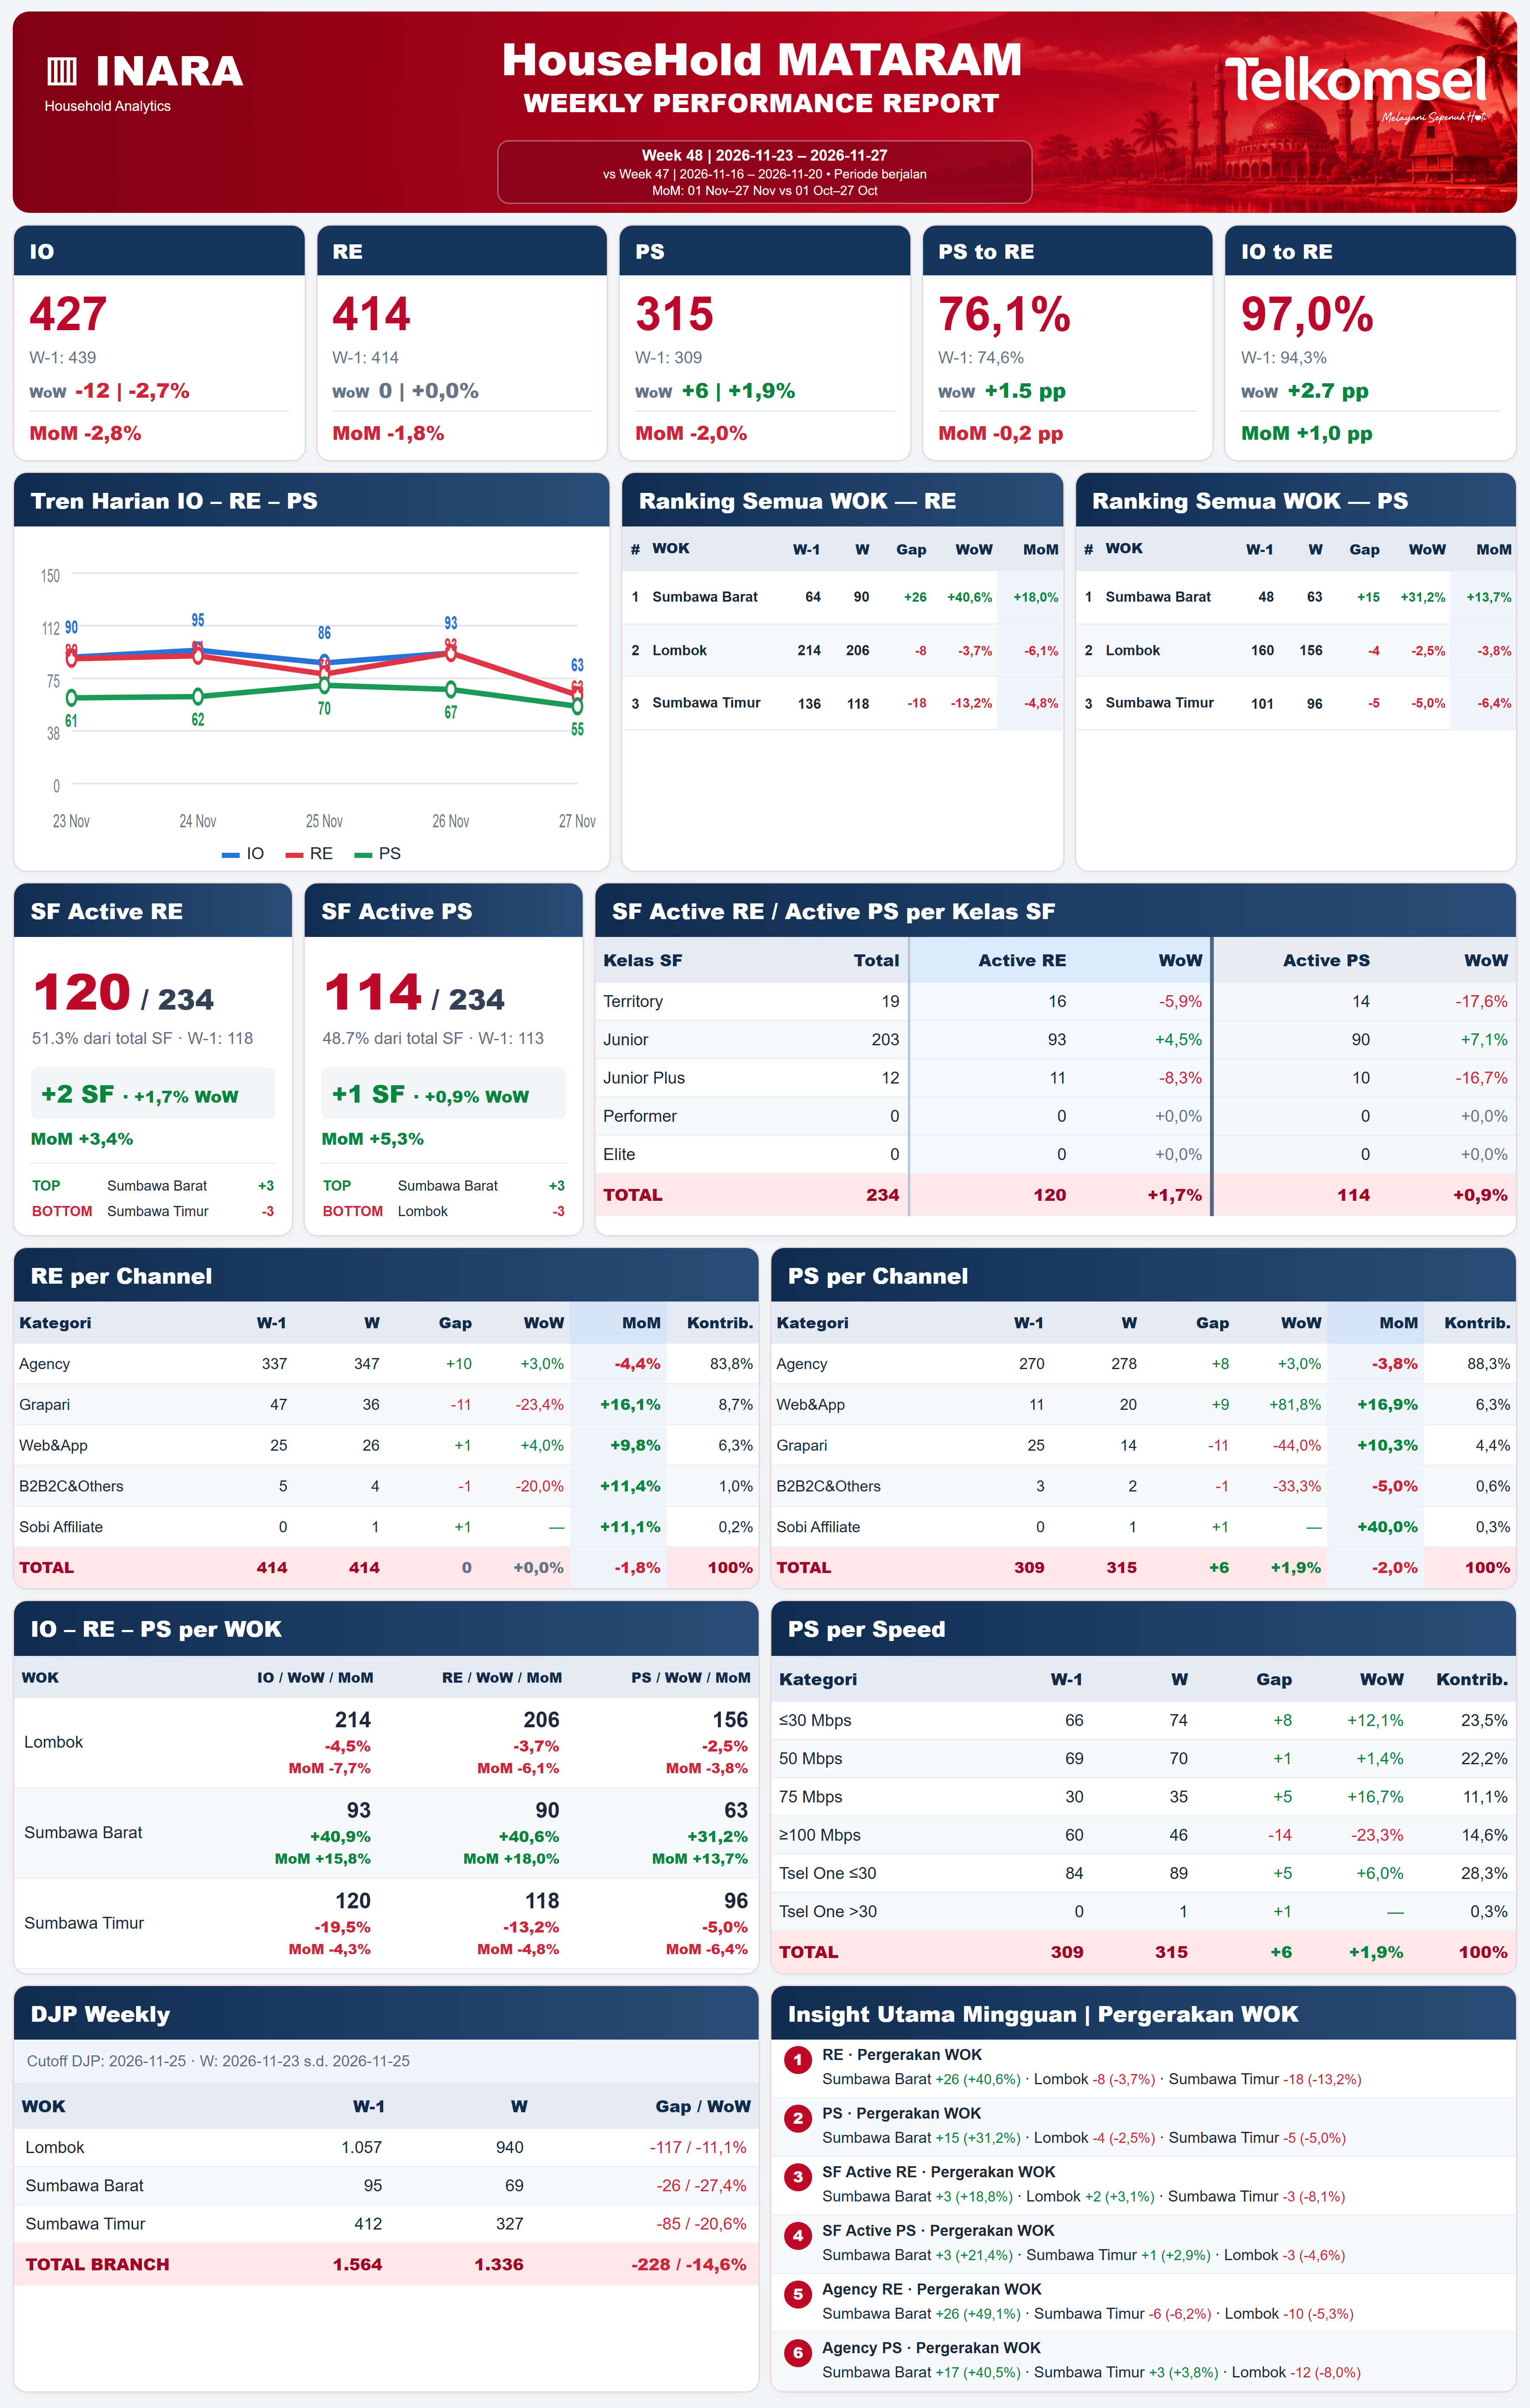 INARA
Household Analytics
HouseHold MATARAM
WEEKLY PERFORMANCE REPORT
Week 48 | 2026-11-23 – 2026-11-27
vs Week 47 | 2026-11-16 – 2026-11-20 • Periode berjalan
MoM: 01 Nov–27 Nov vs 01 Oct–27 Oct
Telkomsel
Melayani Sepenuh Hati
IO
427
W-1: 439
WoW -12 | -2,7%
MoM -2,8%
RE
414
W-1: 414
WoW 0 | +0,0%
MoM -1,8%
PS
315
W-1: 309
WoW +6 | +1,9%
MoM -2,0%
PS to RE
76,1%
W-1: 74,6%
WoW +1.5 pp
MoM -0,2 pp
IO to RE
97,0%
W-1: 94,3%
WoW +2.7 pp
MoM +1,0 pp
Tren Harian IO – RE – PS
150
112
75
38
0
90 95 86 93 63
61 62 70 67 55
23 Nov 24 Nov 25 Nov 26 Nov 27 Nov
IO RE PS
Ranking Semua WOK — RE
# WOK W-1 W Gap WoW MoM
1 Sumbawa Barat 64 90 +26 +40,6% +18,0%
2 Lombok 214 206 -8 -3,7% -6,1%
3 Sumbawa Timur 136 118 -18 -13,2% -4,8%
Ranking Semua WOK — PS
# WOK W-1 W Gap WoW MoM
1 Sumbawa Barat 48 63 +15 +31,2% +13,7%
2 Lombok 160 156 -4 -2,5% -3,8%
3 Sumbawa Timur 101 96 -5 -5,0% -6,4%
SF Active RE
120 / 234
51.3% dari total SF · W-1: 118
+2 SF · +1,7% WoW
MoM +3,4%
TOP Sumbawa Barat +3
BOTTOM Sumbawa Timur -3
SF Active PS
114 / 234
48.7% dari total SF · W-1: 113
+1 SF · +0,9% WoW
MoM +5,3%
TOP Sumbawa Barat +3
BOTTOM Lombok -3
SF Active RE / Active PS per Kelas SF
Kelas SF Total Active RE WoW Active PS WoW
Territory 19 16 -5,9% 14 -17,6%
Junior 203 93 +4,5% 90 +7,1%
Junior Plus 12 11 -8,3% 10 -16,7%
Performer 0 0 +0,0% 0 +0,0%
Elite 0 0 +0,0% 0 +0,0%
TOTAL 234 120 +1,7% 114 +0,9%
RE per Channel
Kategori W-1 W Gap WoW MoM Kontrib.
Agency 337 347 +10 +3,0% -4,4% 83,8%
Grapari 47 36 -11 -23,4% +16,1% 8,7%
Web&App 25 26 +1 +4,0% +9,8% 6,3%
B2B2C&Others 5 4 -1 -20,0% +11,4% 1,0%
Sobi Affiliate 0 1 +1 — +11,1% 0,2%
TOTAL 414 414 0 +0,0% -1,8% 100%
PS per Channel
Kategori W-1 W Gap WoW MoM Kontrib.
Agency 270 278 +8 +3,0% -3,8% 88,3%
Web&App 11 20 +9 +81,8% +16,9% 6,3%
Grapari 25 14 -11 -44,0% +10,3% 4,4%
B2B2C&Others 3 2 -1 -33,3% -5,0% 0,6%
Sobi Affiliate 0 1 +1 — +40,0% 0,3%
TOTAL 309 315 +6 +1,9% -2,0% 100%
IO – RE – PS per WOK
WOK IO / WoW / MoM RE / WoW / MoM PS / WoW / MoM
214 206 156
Lombok -4,5% -3,7% -2,5%
MoM -7,7% MoM -6,1% MoM -3,8%
93 90 63
Sumbawa Barat +40,9% +40,6% +31,2%
MoM +15,8% MoM +18,0% MoM +13,7%
120 118 96
Sumbawa Timur -19,5% -13,2% -5,0%
MoM -4,3% MoM -4,8% MoM -6,4%
PS per Speed
Kategori W-1 W Gap WoW Kontrib.
≤30 Mbps 66 74 +8 +12,1% 23,5%
50 Mbps 69 70 +1 +1,4% 22,2%
75 Mbps 30 35 +5 +16,7% 11,1%
≥100 Mbps 60 46 -14 -23,3% 14,6%
Tsel One ≤30 84 89 +5 +6,0% 28,3%
Tsel One >30 0 1 +1 — 0,3%
TOTAL 309 315 +6 +1,9% 100%
DJP Weekly
Cutoff DJP: 2026-11-25 · W: 2026-11-23 s.d. 2026-11-25
WOK W-1 W Gap / WoW
Lombok 1.057 940 -117 / -11,1%
Sumbawa Barat 95 69 -26 / -27,4%
Sumbawa Timur 412 327 -85 / -20,6%
TOTAL BRANCH 1.564 1.336 -228 / -14,6%
Insight Utama Mingguan | Pergerakan WOK
1 RE · Pergerakan WOK
Sumbawa Barat +26 (+40,6%) · Lombok -8 (-3,7%) · Sumbawa Timur -18 (-13,2%)
2 PS · Pergerakan WOK
Sumbawa Barat +15 (+31,2%) · Lombok -4 (-2,5%) · Sumbawa Timur -5 (-5,0%)
3 SF Active RE · Pergerakan WOK
Sumbawa Barat +3 (+18,8%) · Lombok +2 (+3,1%) · Sumbawa Timur -3 (-8,1%)
4 SF Active PS · Pergerakan WOK
Sumbawa Barat +3 (+21,4%) · Sumbawa Timur +1 (+2,9%) · Lombok -3 (-4,6%)
5 Agency RE · Pergerakan WOK
Sumbawa Barat +26 (+49,1%) · Sumbawa Timur -6 (-6,2%) · Lombok -10 (-5,3%)
6 Agency PS · Pergerakan WOK
Sumbawa Barat +17 (+40,5%) · Sumbawa Timur +3 (+3,8%) · Lombok -12 (-8,0%)